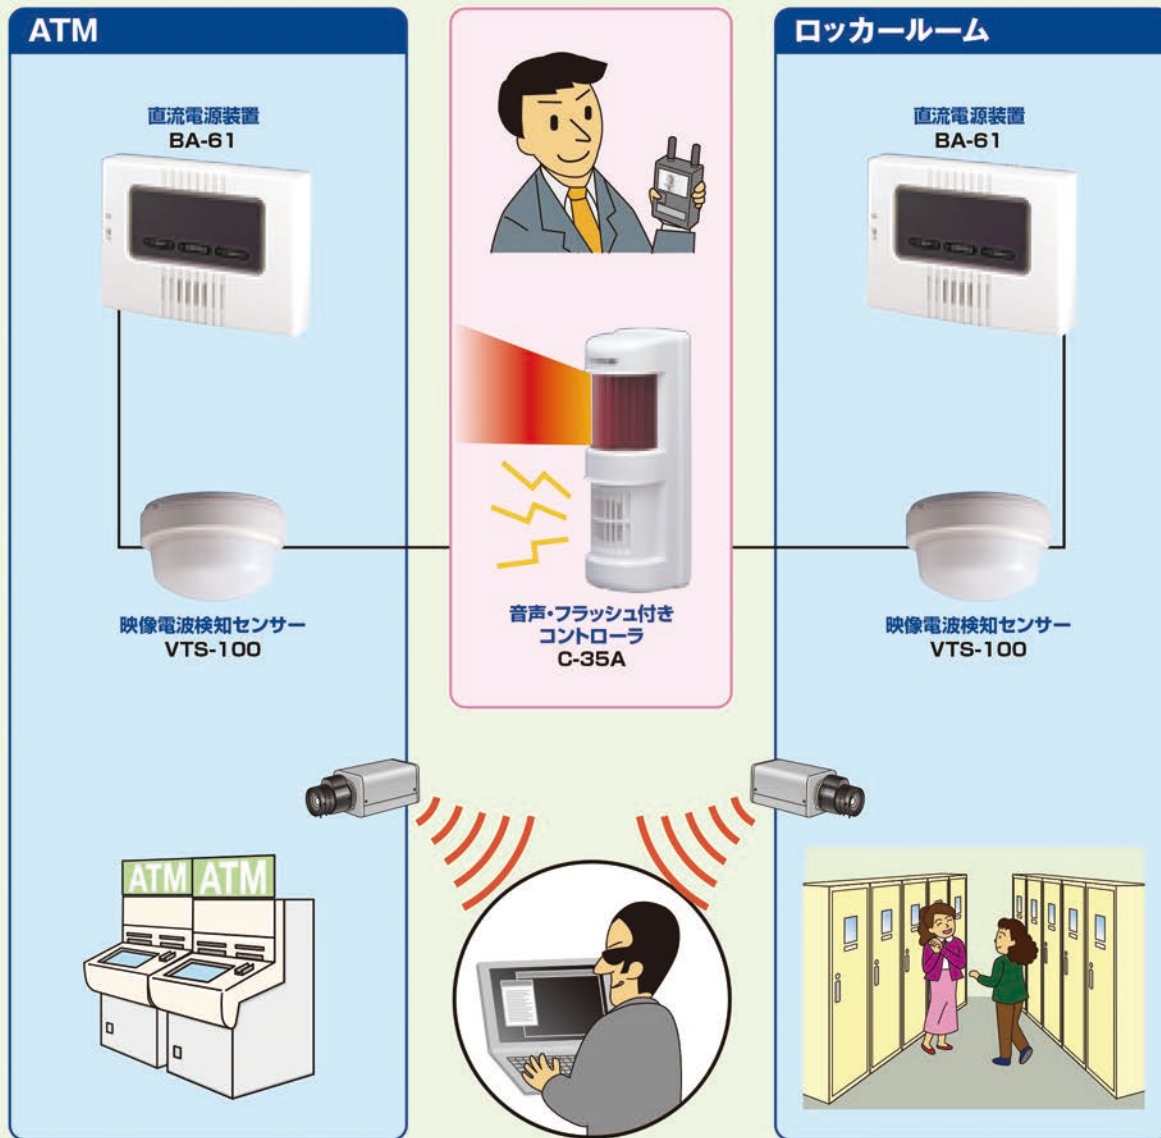 ATM
直流電源装置
BA-61
映像電波検知センサー
VTS-100
ATM ATM
音声・フラッシュ付き
コントローラ
C-35A
ロッカールーム
直流電源装置
BA-61
映像電波検知センサー
VTS-100